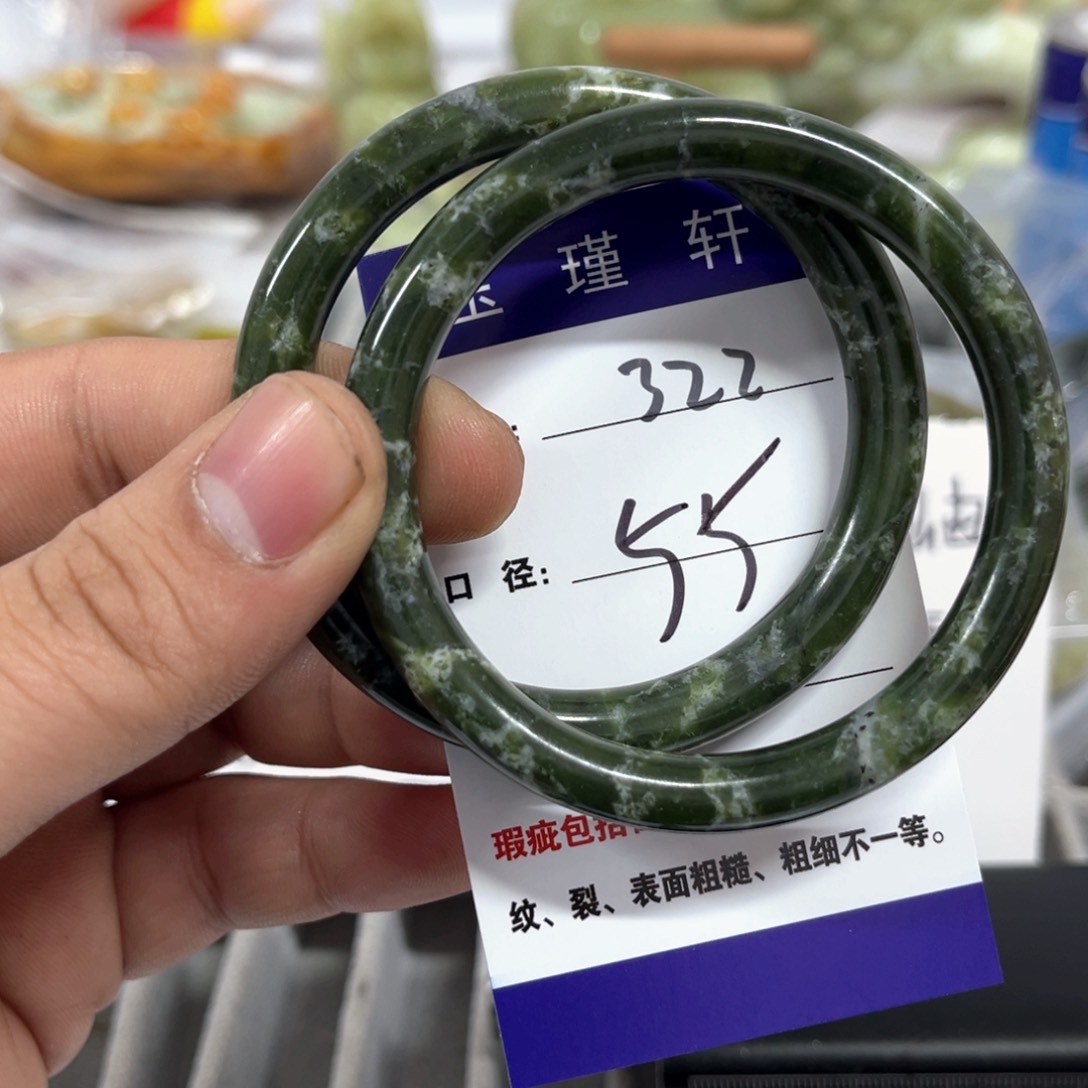 瑾轩
: 322
口径: 55
瑕疵包括
纹、裂、表面粗糙、粗细不一等。